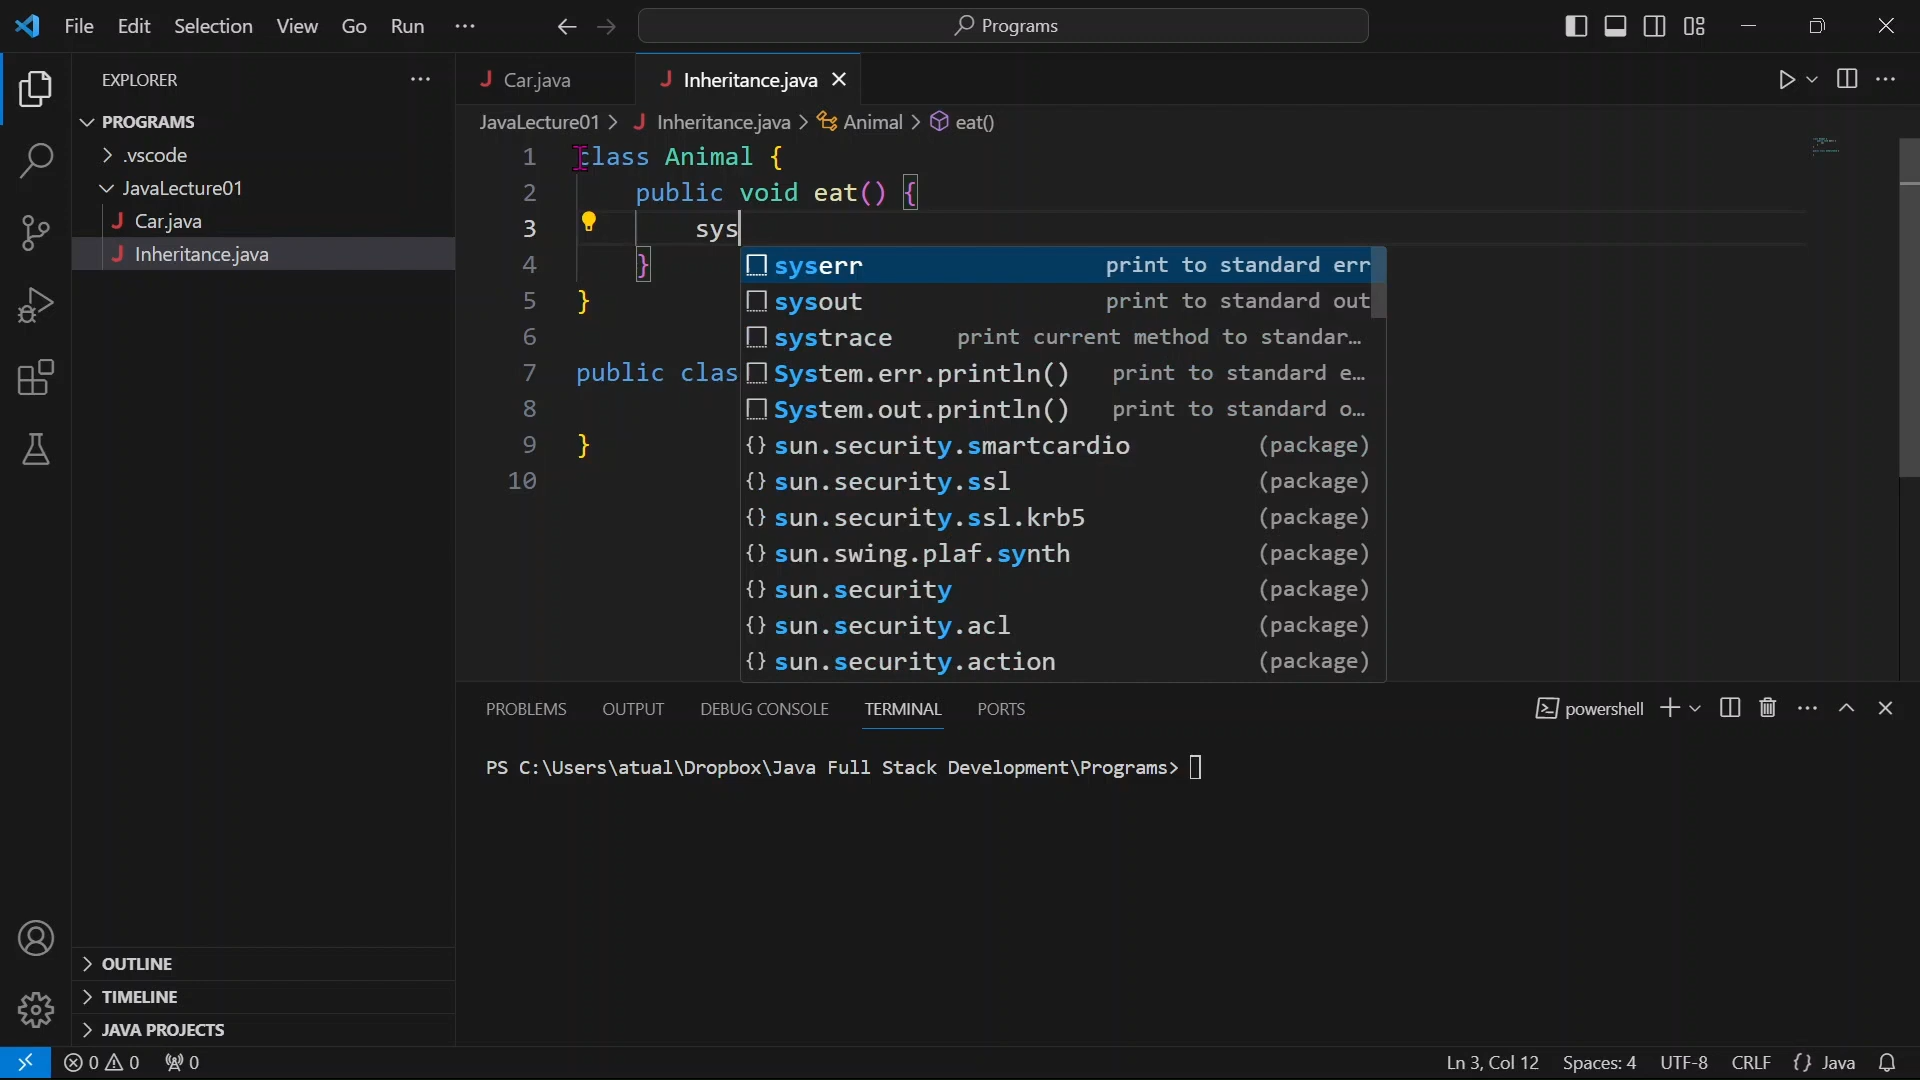 File Edit Selection View Go Run ··· Programs
EXPLORER ···
PROGRAMS
.vscode
JavaLecture01
J Car.java
J Inheritance.java
OUTLINE
TIMELINE
JAVA PROJECTS
J Car.java J Inheritance.java
JavaLecture01 > J Inheritance.java > Animal > eat()
1 class Animal {
2 public void eat() {
3 sys
4 }
5 }
6
7 public clas
8
9 }
10
syserr print to standard err
sysout print to standard out
systrace print current method to standar…
System.err.println() print to standard e…
System.out.println() print to standard o…
{} sun.security.smartcardio (package)
{} sun.security.ssl (package)
{} sun.security.ssl.krb5 (package)
{} sun.swing.plaf.synth (package)
{} sun.security (package)
{} sun.security.acl (package)
{} sun.security.action (package)
PROBLEMS OUTPUT DEBUG CONSOLE TERMINAL PORTS powershell
PS C:\Users\atual\Dropbox\Java Full Stack Development\Programs>
0 0 0 Ln 3, Col 12 Spaces: 4 UTF-8 CRLF {} Java